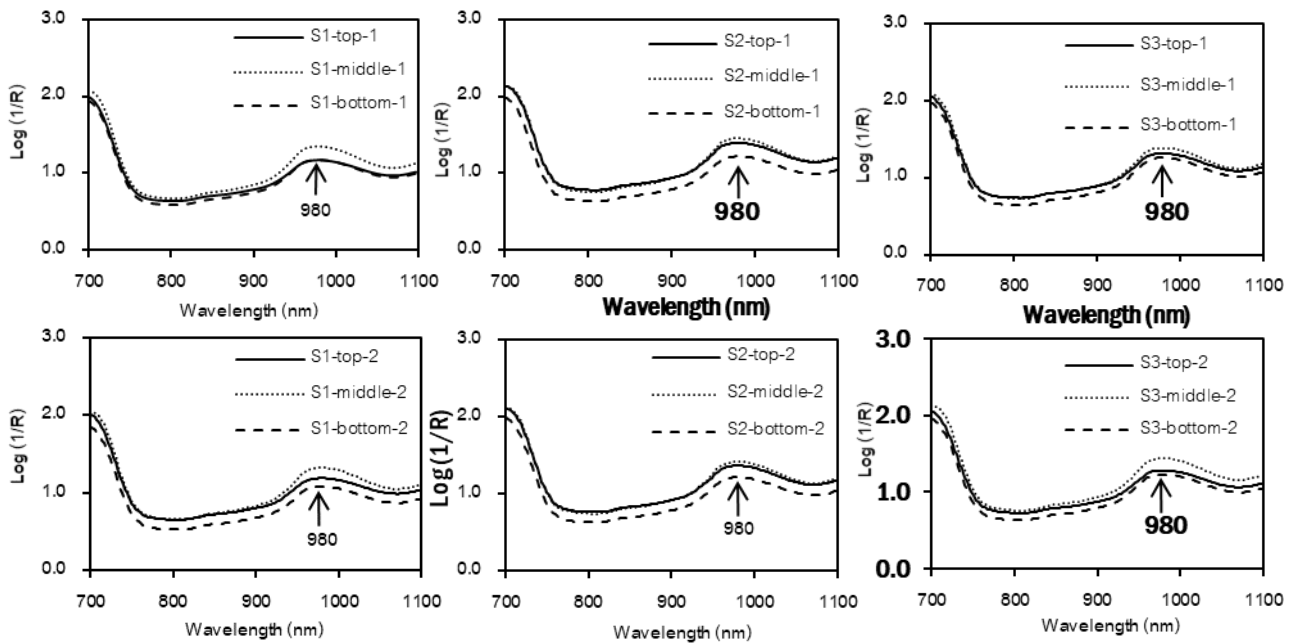 3.0
2.0
1.0
0.0
Log (1/R)
S1-top-1
S1-middle-1
S1-bottom-1
980
700 800 900 1000 1100
Wavelength (nm)
3.0
2.0
1.0
0.0
Log (1/R)
S2-top-1
S2-middle-1
S2-bottom-1
980
700 800 900 1000 1100
Wavelength (nm)
3.0
2.0
1.0
0.0
Log (1/R)
S3-top-1
S3-middle-1
S3-bottom-1
980
700 800 900 1000 1100
Wavelength (nm)
3.0
2.0
1.0
0.0
Log (1/R)
S1-top-2
S1-middle-2
S1-bottom-2
980
700 800 900 1000 1100
Wavelength (nm)
3.0
2.0
1.0
0.0
Log (1/R)
S2-top-2
S2-middle-2
S2-bottom-2
980
700 800 900 1000 1100
Wavelength (nm)
3.0
2.0
1.0
0.0
Log (1/R)
S3-top-2
S3-middle-2
S3-bottom-2
980
700 800 900 1000 1100
Wavelength (nm)